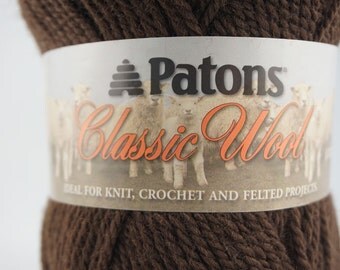 Patons
Classic Wool
IDEAL FOR KNIT, CROCHET AND FELTED PROJECTS